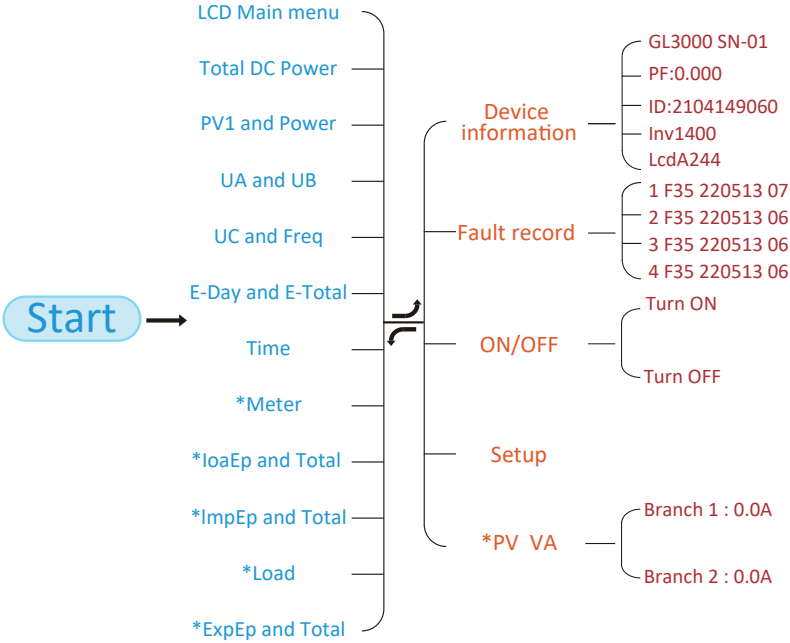 Start
LCD Main menu
Total DC Power
PV1 and Power
UA and UB
UC and Freq
E-Day and E-Total
Time
*Meter
*IoaEp and Total
*ImpEp and Total
*Load
*ExpEp and Total
Device
information
Fault record
ON/OFF
Setup
*PV VA
GL3000 SN-01
PF:0.000
ID:2104149060
Inv1400
LcdA244
1 F35 220513 07
2 F35 220513 06
3 F35 220513 06
4 F35 220513 06
Turn ON
Turn OFF
Branch 1 : 0.0A
Branch 2 : 0.0A